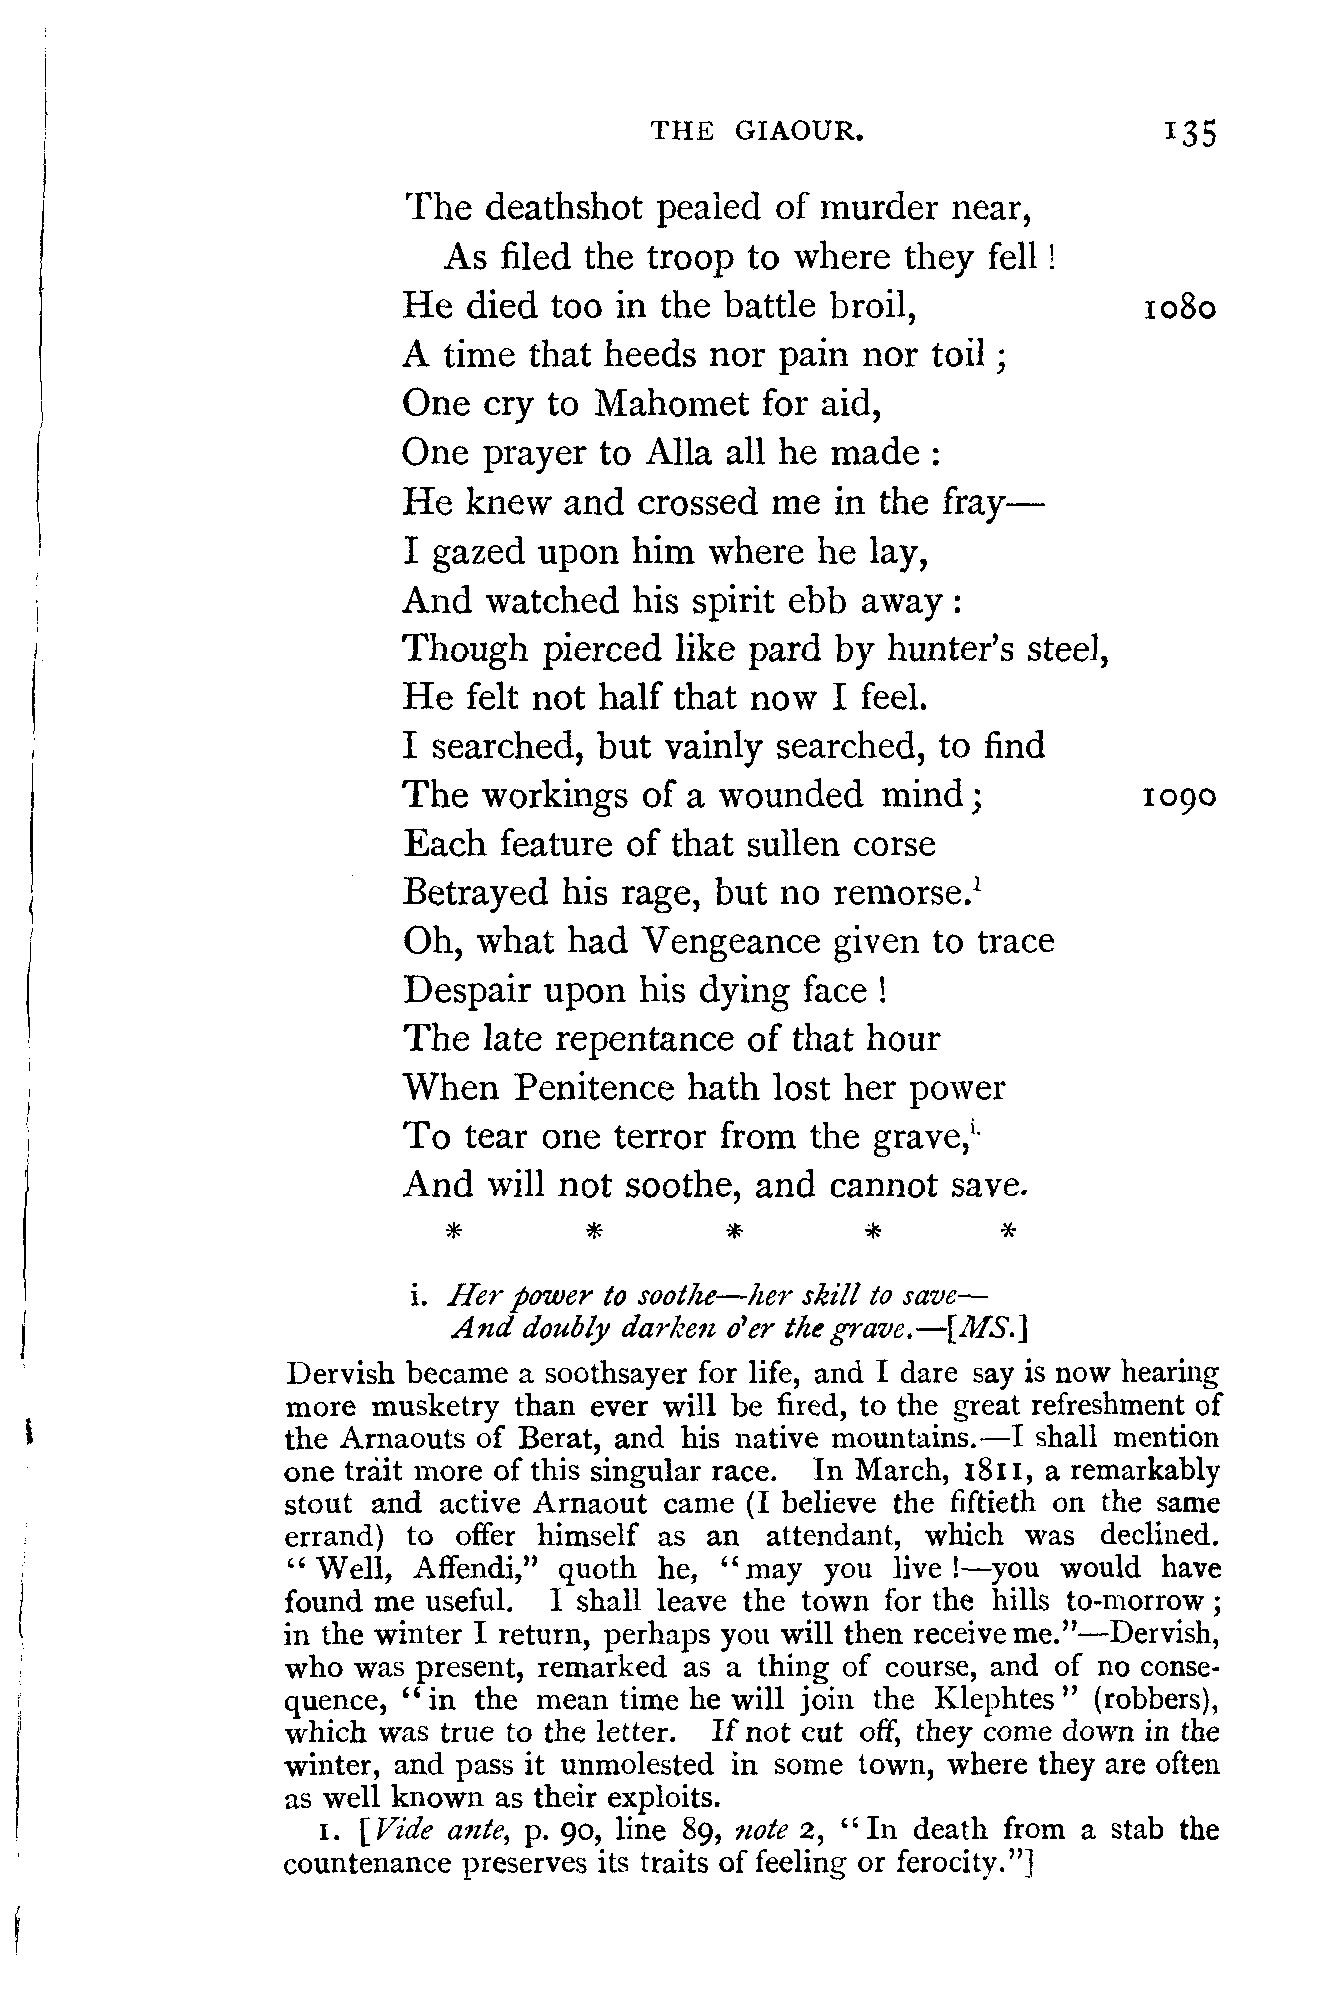 THE GIAOUR. 135
The deathshot pealed of murder near,
As filed the troop to where they fell !
He died too in the battle broil, 1080
A time that heeds nor pain nor toil ;
One cry to Mahomet for aid,
One prayer to Alla all he made :
He knew and crossed me in the fray—
I gazed upon him where he lay,
And watched his spirit ebb away :
Though pierced like pard by hunter's steel,
He felt not half that now I feel.
I searched, but vainly searched, to find
The workings of a wounded mind ; 1090
Each feature of that sullen corse
Betrayed his rage, but no remorse.¹
Oh, what had Vengeance given to trace
Despair upon his dying face !
The late repentance of that hour
When Penitence hath lost her power
To tear one terror from the grave,i.
And will not soothe, and cannot save.
* * * * *
i. Her power to soothe—her skill to save—
And doubly darken o'er the grave.—[MS.]
Dervish became a soothsayer for life, and I dare say is now hearing
more musketry than ever will be fired, to the great refreshment of
the Arnaouts of Berat, and his native mountains.—I shall mention
one trait more of this singular race. In March, 1811, a remarkably
stout and active Arnaout came (I believe the fiftieth on the same
errand) to offer himself as an attendant, which was declined.
“Well, Affendi,” quoth he, “may you live !—you would have
found me useful. I shall leave the town for the hills to-morrow ;
in the winter I return, perhaps you will then receive me.”—Dervish,
who was present, remarked as a thing of course, and of no conse-
quence, “in the mean time he will join the Klephtes” (robbers),
which was true to the letter. If not cut off, they come down in the
winter, and pass it unmolested in some town, where they are often
as well known as their exploits.
1. [Vide ante, p. 90, line 89, note 2, “In death from a stab the
countenance preserves its traits of feeling or ferocity.”]